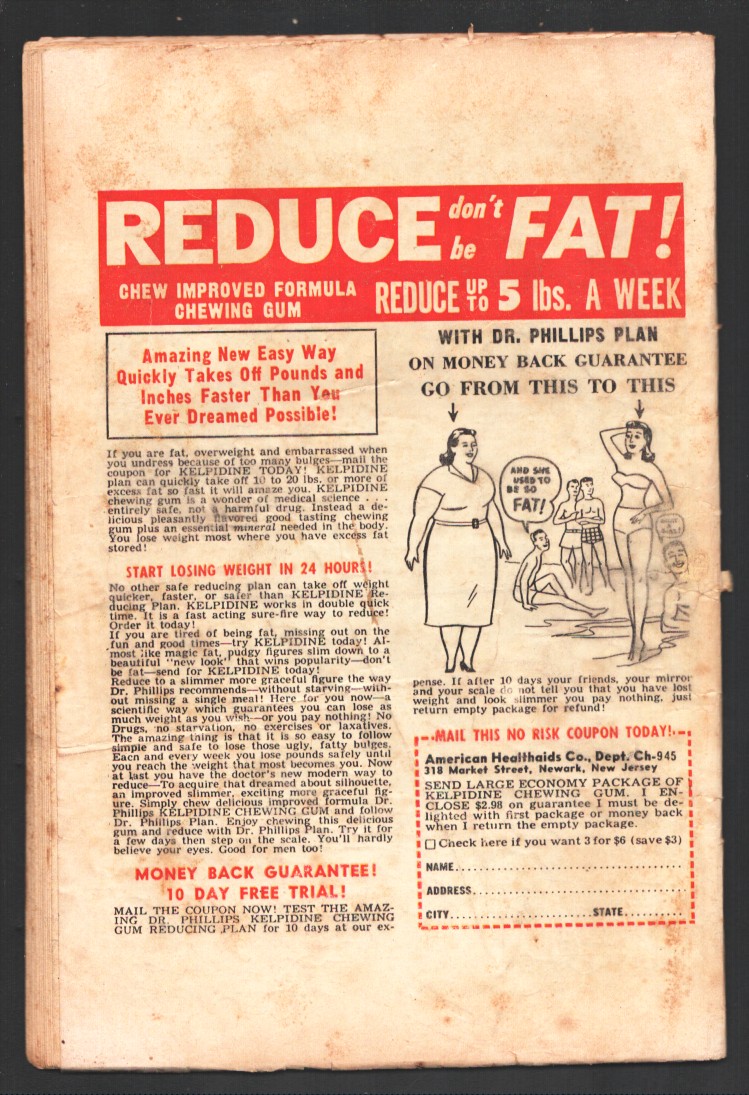 REDUCE don't be FAT!
CHEW IMPROVED FORMULA
CHEWING GUM
REDUCE UP TO 5 lbs. A WEEK
Amazing New Easy Way
Quickly Takes Off Pounds and
Inches Faster Than You
Ever Dreamed Possible!
If you are fat, overweight and embarrassed when
you undress because of too many bulges—mail the
coupon for KELPIDINE TODAY! KELPIDINE
plan can quickly take off 10 to 20 lbs. or more of
excess fat so fast it will amaze you. KELPIDINE
chewing gum is a wonder of medical science . . .
entirely safe, not a harmful drug. Instead a de-
licious pleasantly flavored good tasting chewing
gum plus an essential mineral needed in the body.
You lose weight most where you have excess fat
stored!
START LOSING WEIGHT IN 24 HOURS!
No other safe reducing plan can take off weight
quicker, faster, or safer than KELPIDINE Re-
ducing Plan. KELPIDINE works in double quick
time. It is a fast acting sure-fire way to reduce!
Order it today!
If you are tired of being fat, missing out on the
fun and good times—try KELPIDINE today! Al-
most like magic fat, pudgy figures slim down to a
beautiful "new look" that wins popularity—don't
be fat—send for KELPIDINE today!
Reduce to a slimmer more graceful figure the way
Dr. Phillips recommends—without starving—with-
out missing a single meal! Here for you now—a
scientific way which guarantees you can lose as
much weight as you wish—or you pay nothing! No
Drugs, no starvation, no exercises or laxatives.
The amazing thing is that it is so easy to follow
simple and safe to lose those ugly, fatty bulges.
Each and every week you lose pounds safely until
you reach the weight that most becomes you. Now
at last you have the doctor's new modern way to
reduce—To acquire that dreamed about silhouette,
an improved slimmer, exciting more graceful fig-
ure. Simply chew delicious improved formula Dr.
Phillips KELPIDINE CHEWING GUM and follow
Dr. Phillips Plan. Enjoy chewing this delicious
gum and reduce with Dr. Phillips Plan. Try it for
a few days then step on the scale. You'll hardly
believe your eyes. Good for men too!
MONEY BACK GUARANTEE!
10 DAY FREE TRIAL!
MAIL THE COUPON NOW! TEST THE AMAZ-
ING DR. PHILLIPS KELPIDINE CHEWING
GUM REDUCING PLAN for 10 days at our ex-
WITH DR. PHILLIPS PLAN
ON MONEY BACK GUARANTEE
GO FROM THIS TO THIS
AND SHE
USED TO
BE SO
FAT!
pense. If after 10 days your friends, your mirror
and your scale do not tell you that you have lost
weight and look slimmer you pay nothing, just
return empty package for refund!
MAIL THIS NO RISK COUPON TODAY!
American Healthaids Co., Dept. Ch-945
318 Market Street, Newark, New Jersey
SEND LARGE ECONOMY PACKAGE OF
KELPIDINE CHEWING GUM. I EN-
CLOSE $2.98 on guarantee I must be de-
lighted with first package or money back
when I return the empty package.
Check here if you want 3 for $6 (save $3)
NAME
ADDRESS
CITY STATE